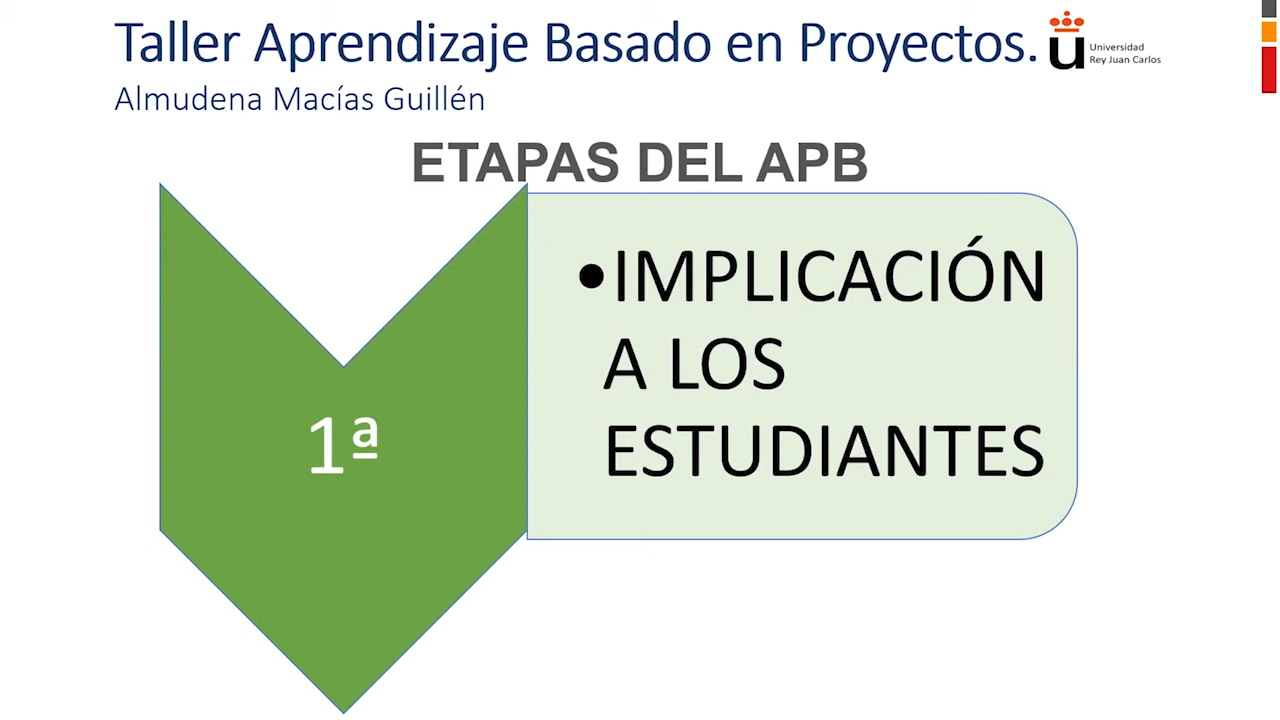 Taller Aprendizaje Basado en Proyectos.
Universidad
Rey Juan Carlos
Almudena Macías Guillén
ETAPAS DEL APB
1ª
•IMPLICACIÓN
A LOS
ESTUDIANTES